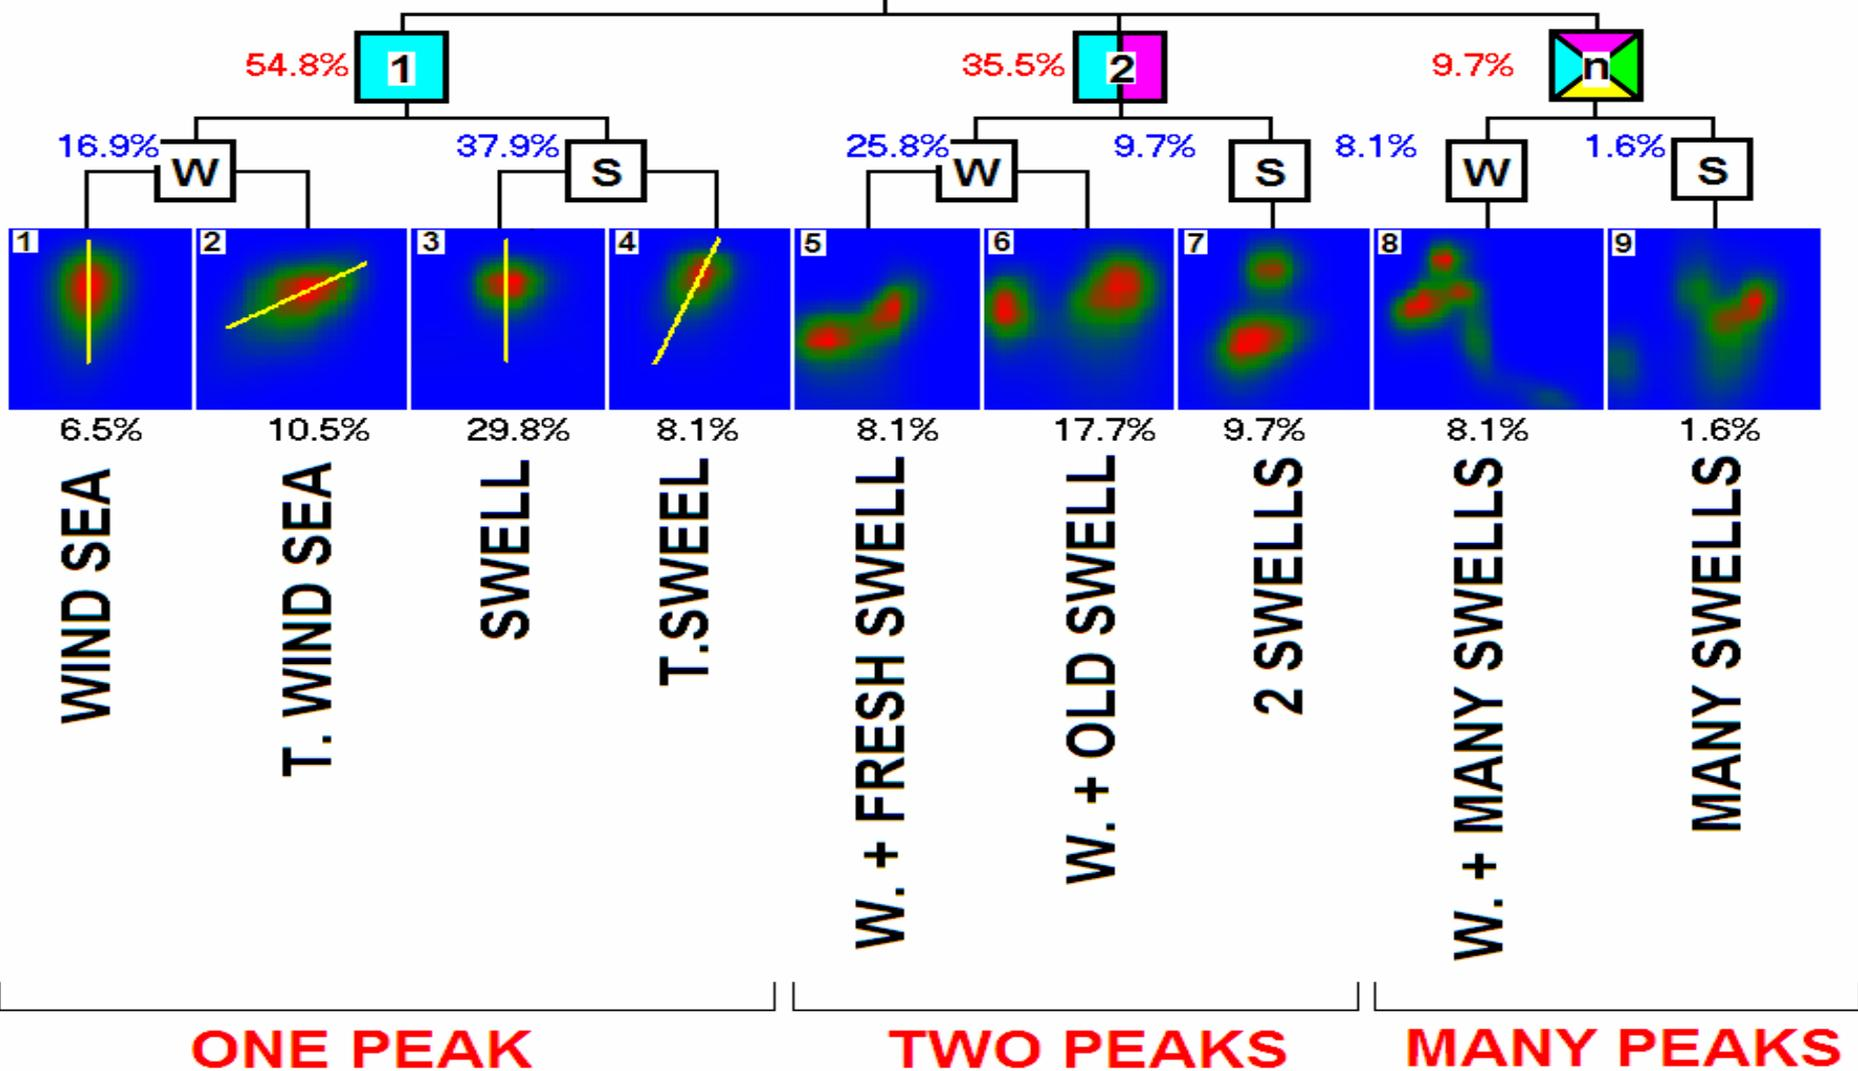 54.8% 1 35.5% 2 9.7% n
16.9% W 37.9% S 25.8% W 9.7% S 8.1% W 1.6% S
1 2 3 4 5 6 7 8 9
6.5% 10.5% 29.8% 8.1% 8.1% 17.7% 9.7% 8.1% 1.6%
WIND SEA
T. WIND SEA
SWELL
T.SWEEL
W. + FRESH SWELL
W. + OLD SWELL
2 SWELLS
W. + MANY SWELLS
MANY SWELLS
ONE PEAK TWO PEAKS MANY PEAKS